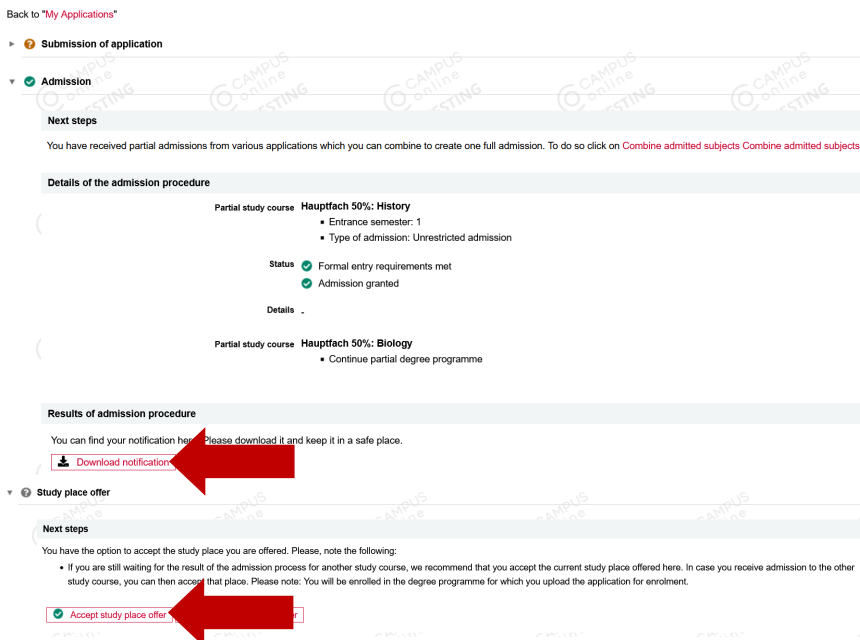 Back to "My Applications"
Submission of application
Admission
Next steps
You have received partial admissions from various applications which you can combine to create one full admission. To do so click on Combine admitted subjects Combine admitted subjects
Details of the admission procedure
Partial study course Hauptfach 50%: History
Entrance semester: 1
Type of admission: Unrestricted admission
Status Formal entry requirements met
Admission granted
Details -
Partial study course Hauptfach 50%: Biology
Continue partial degree programme
Results of admission procedure
You can find your notification Please download it and keep it in a safe place.
Download notification
Study place offer
Next steps
You have the option to accept the study place you are offered. Please, note the following:
If you are still waiting for the result of the admission process for another study course, we recommend that you accept the current study place offered here. In case you receive admission to the other
study course, you can then accept that place. Please note: You will be enrolled in the degree programme for which you upload the application for enrolment.
Accept study place offer
CAMPUS online TESTING